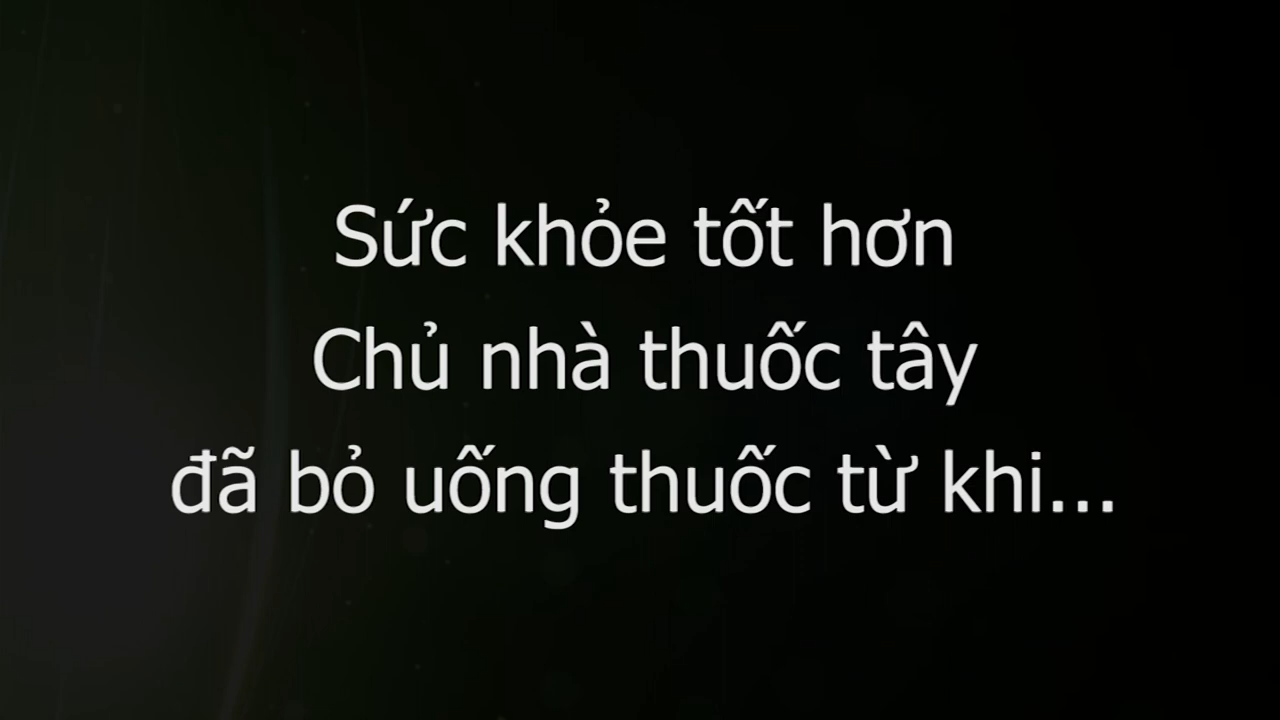 Sức khỏe tốt hơn
Chủ nhà thuốc tây
đã bỏ uống thuốc từ khi...